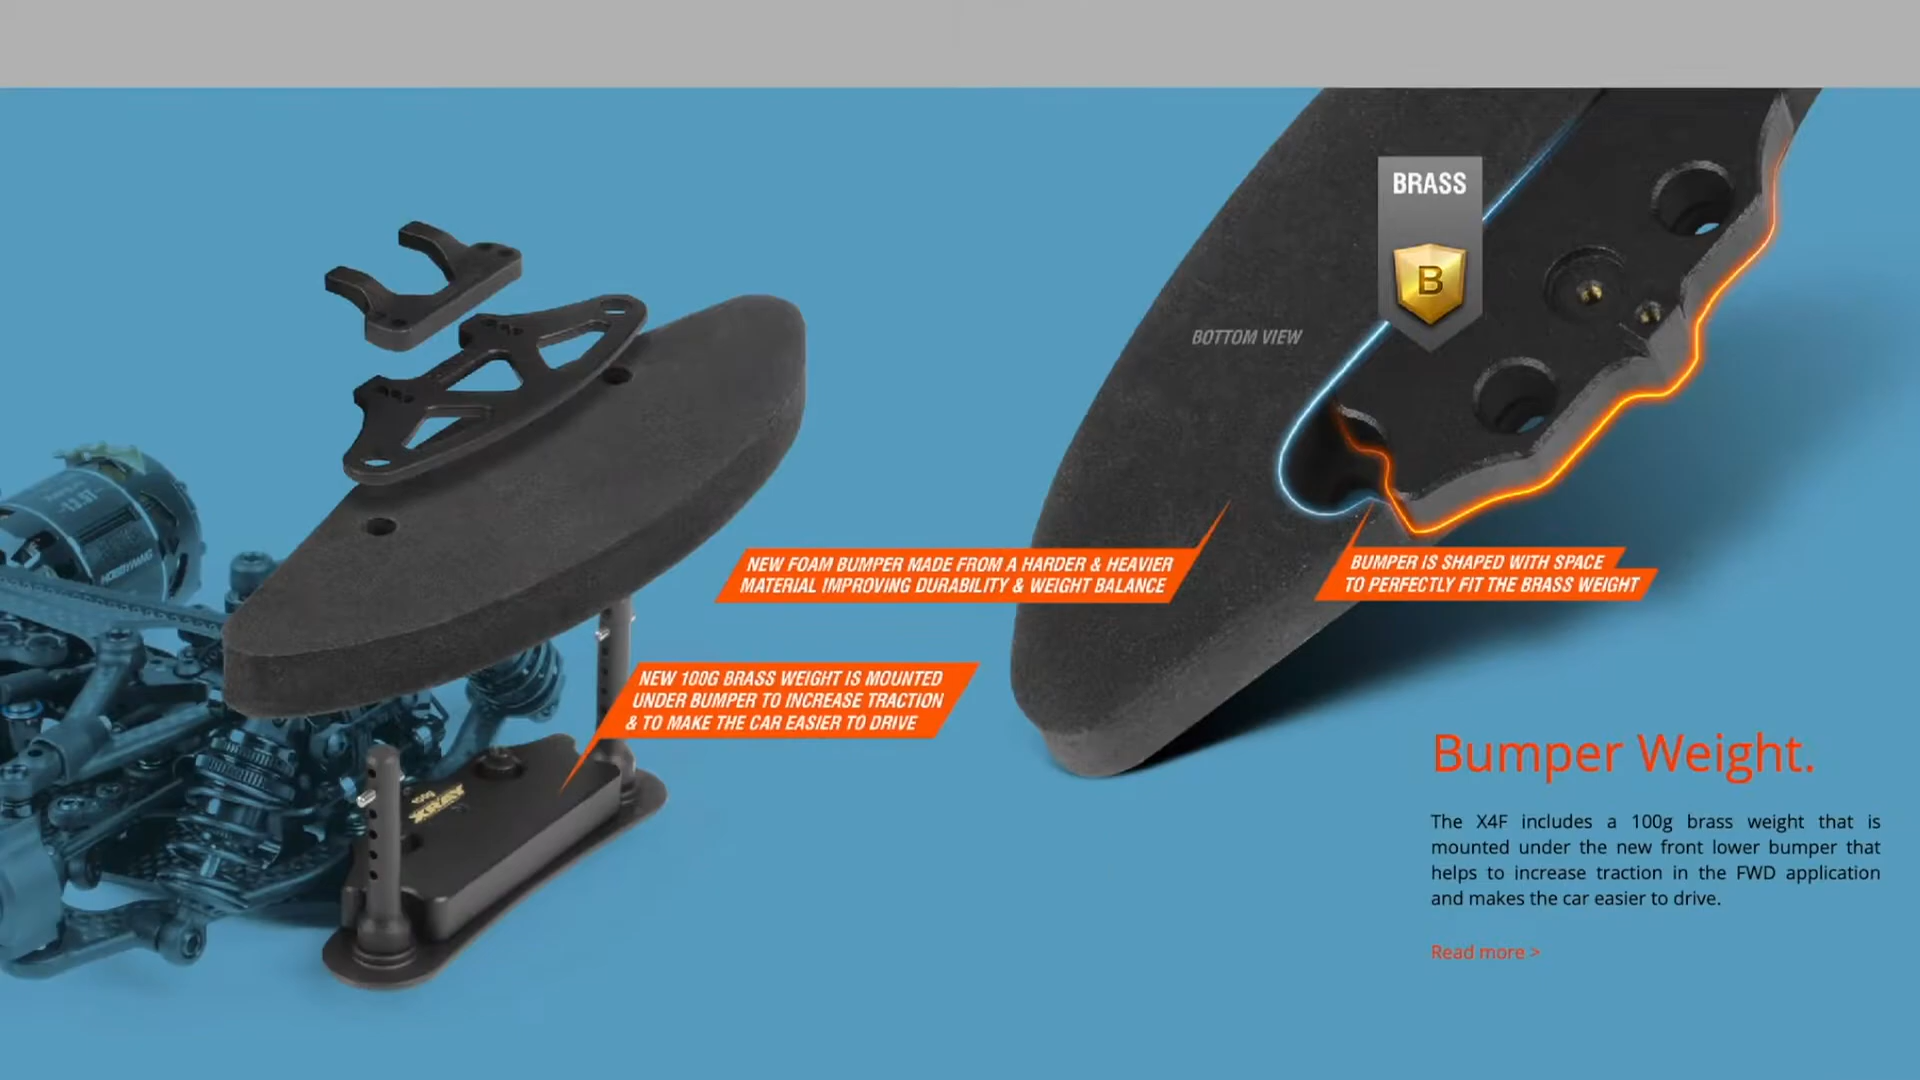 BRASS
B
BOTTOM VIEW
NEW FOAM BUMPER MADE FROM A HARDER & HEAVIER
MATERIAL IMPROVING DURABILITY & WEIGHT BALANCE
BUMPER IS SHAPED WITH SPACE
TO PERFECTLY FIT THE BRASS WEIGHT
NEW 100G BRASS WEIGHT IS MOUNTED
UNDER BUMPER TO INCREASE TRACTION
& TO MAKE THE CAR EASIER TO DRIVE
HOBBYWING
XRAY
Bumper Weight.
The X4F includes a 100g brass weight that is
mounted under the new front lower bumper that
helps to increase traction in the FWD application
and makes the car easier to drive.
Read more >